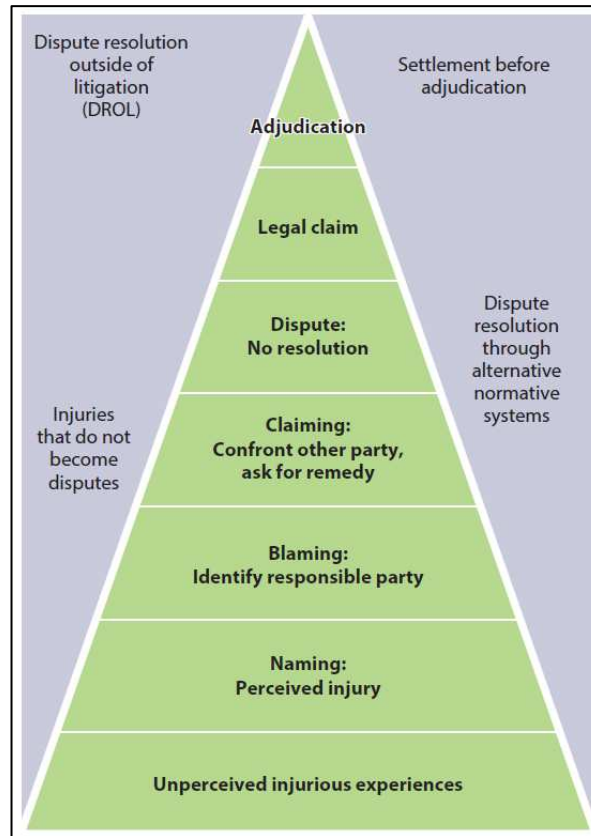 Dispute resolution
outside of
litigation
(DROL)
Settlement before
adjudication
Adjudication
Legal claim
Dispute:
No resolution
Dispute
resolution
through
alternative
normative
systems
Claiming:
Confront other party,
ask for remedy
Injuries
that do not
become
disputes
Blaming:
Identify responsible party
Naming:
Perceived injury
Unperceived injurious experiences